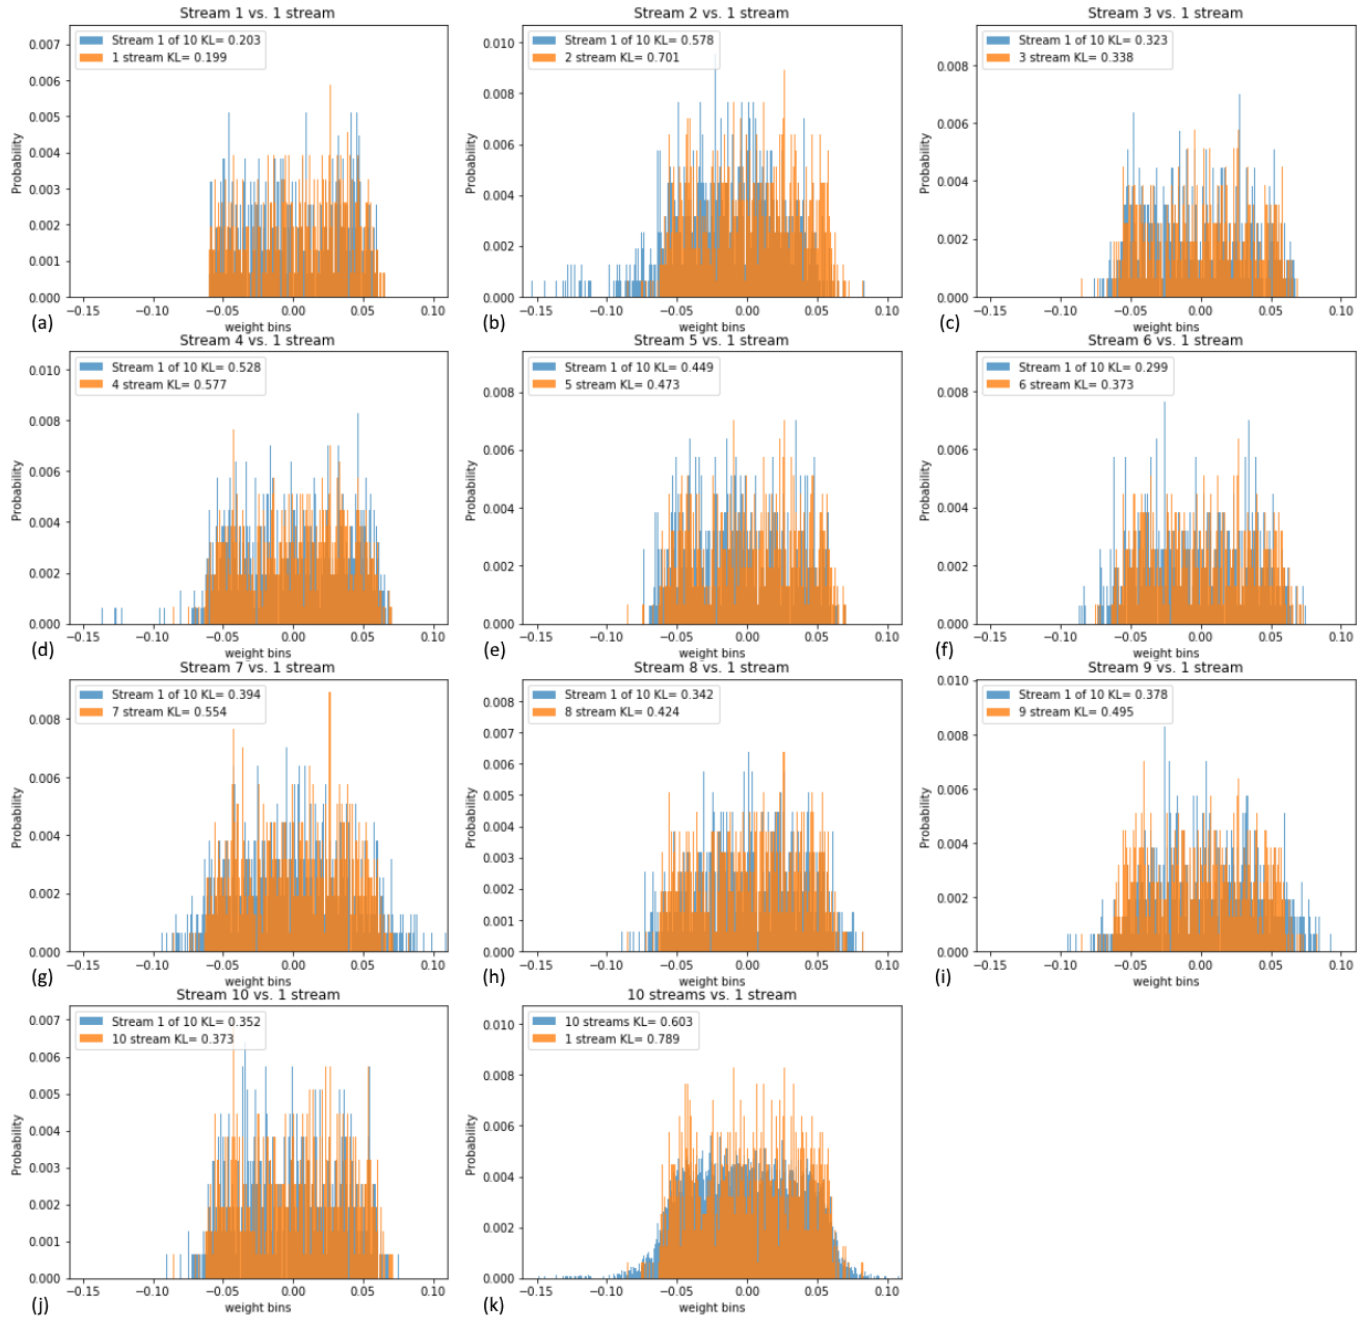 Stream 1 vs. 1 stream
Stream 1 of 10 KL= 0.203
1 stream KL= 0.199
Probability
0.007
0.006
0.005
0.004
0.003
0.002
0.001
0.000
−0.15 −0.10 −0.05 0.00 0.05 0.10
weight bins
(a)
Stream 2 vs. 1 stream
Stream 1 of 10 KL= 0.578
2 stream KL= 0.701
Probability
0.010
0.008
0.006
0.004
0.002
0.000
−0.15 −0.10 −0.05 0.00 0.05 0.10
weight bins
(b)
Stream 3 vs. 1 stream
Stream 1 of 10 KL= 0.323
3 stream KL= 0.338
Probability
0.008
0.006
0.004
0.002
0.000
−0.15 −0.10 −0.05 0.00 0.05 0.10
weight bins
(c)
Stream 4 vs. 1 stream
Stream 1 of 10 KL= 0.528
4 stream KL= 0.577
Probability
0.010
0.008
0.006
0.004
0.002
0.000
−0.15 −0.10 −0.05 0.00 0.05 0.10
weight bins
(d)
Stream 5 vs. 1 stream
Stream 1 of 10 KL= 0.449
5 stream KL= 0.473
Probability
0.008
0.006
0.004
0.002
0.000
−0.15 −0.10 −0.05 0.00 0.05 0.10
weight bins
(e)
Stream 6 vs. 1 stream
Stream 1 of 10 KL= 0.299
6 stream KL= 0.373
Probability
0.008
0.006
0.004
0.002
0.000
−0.15 −0.10 −0.05 0.00 0.05 0.10
weight bins
(f)
Stream 7 vs. 1 stream
Stream 1 of 10 KL= 0.394
7 stream KL= 0.554
Probability
0.008
0.006
0.004
0.002
0.000
−0.15 −0.10 −0.05 0.00 0.05 0.10
(g)
Stream 8 vs. 1 stream
Stream 1 of 10 KL= 0.342
8 stream KL= 0.424
Probability
0.008
0.007
0.006
0.005
0.004
0.003
0.002
0.001
0.000
−0.15 −0.10 −0.05 0.00 0.05 0.10
weight bins
(h)
Stream 9 vs. 1 stream
Stream 1 of 10 KL= 0.378
9 stream KL= 0.495
Probability
0.010
0.008
0.006
0.004
0.002
0.000
−0.15 −0.10 −0.05 0.00 0.05 0.10
weight bins
(i)
Stream 10 vs. 1 stream
Stream 1 of 10 KL= 0.352
10 stream KL= 0.373
Probability
0.007
0.006
0.005
0.004
0.003
0.002
0.001
0.000
−0.15 −0.10 −0.05 0.00 0.05 0.10
weight bins
(j)
10 streams vs. 1 stream
10 streams KL= 0.603
1 stream KL= 0.789
Probability
0.010
0.008
0.006
0.004
0.002
0.000
−0.15 −0.10 −0.05 0.00 0.05 0.10
weight bins
(k)